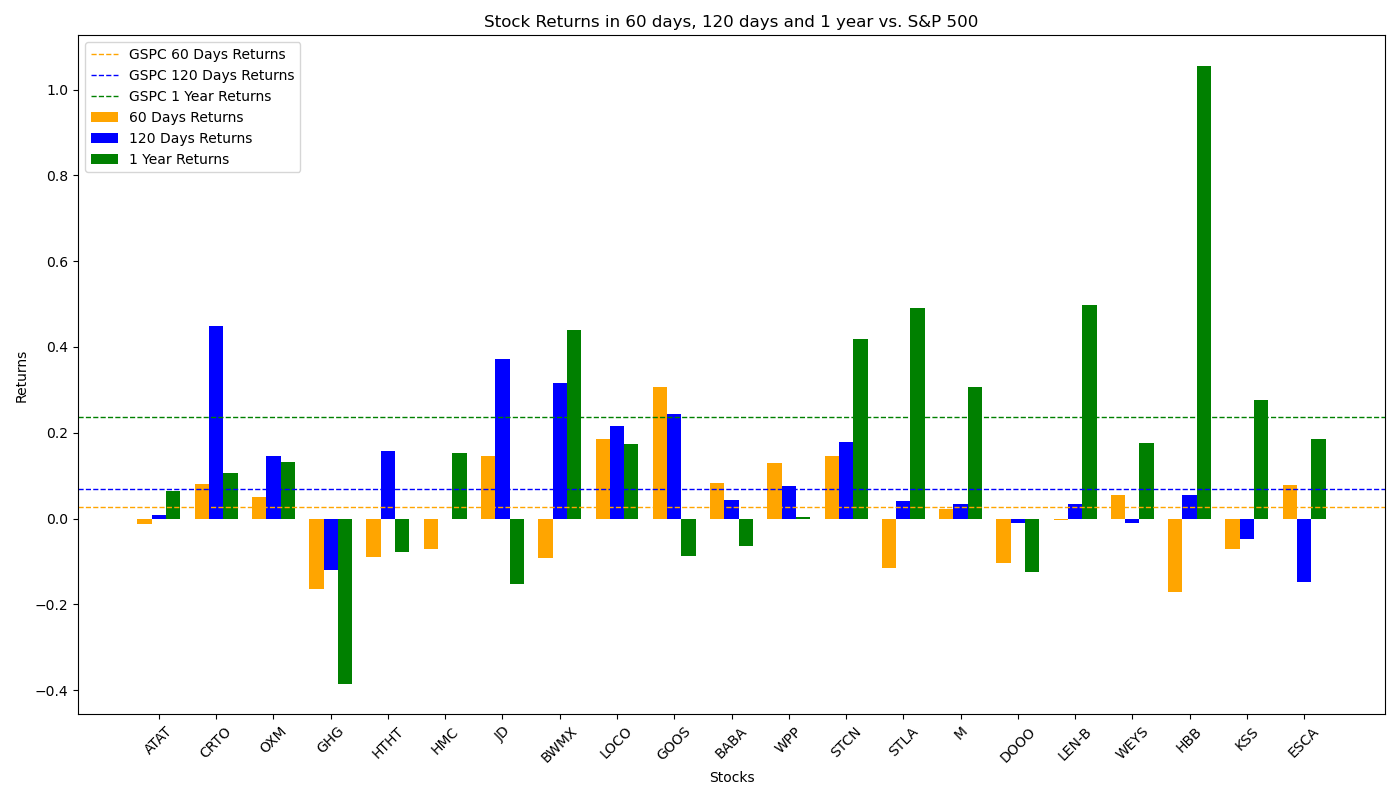 Stock Returns in 60 days, 120 days and 1 year vs. S&P 500
GSPC 60 Days Returns
GSPC 120 Days Returns
GSPC 1 Year Returns
60 Days Returns
120 Days Returns
1 Year Returns
Returns
1.0
0.8
0.6
0.4
0.2
0.0
−0.2
−0.4
ATAT
CRTO
OXM
GHG
HTHT
HMC
JD
BWMX
LOCO
GOOS
BABA
WPP
STCN
STLA
M
DOOO
LEN-B
WEYS
HBB
KSS
ESCA
Stocks